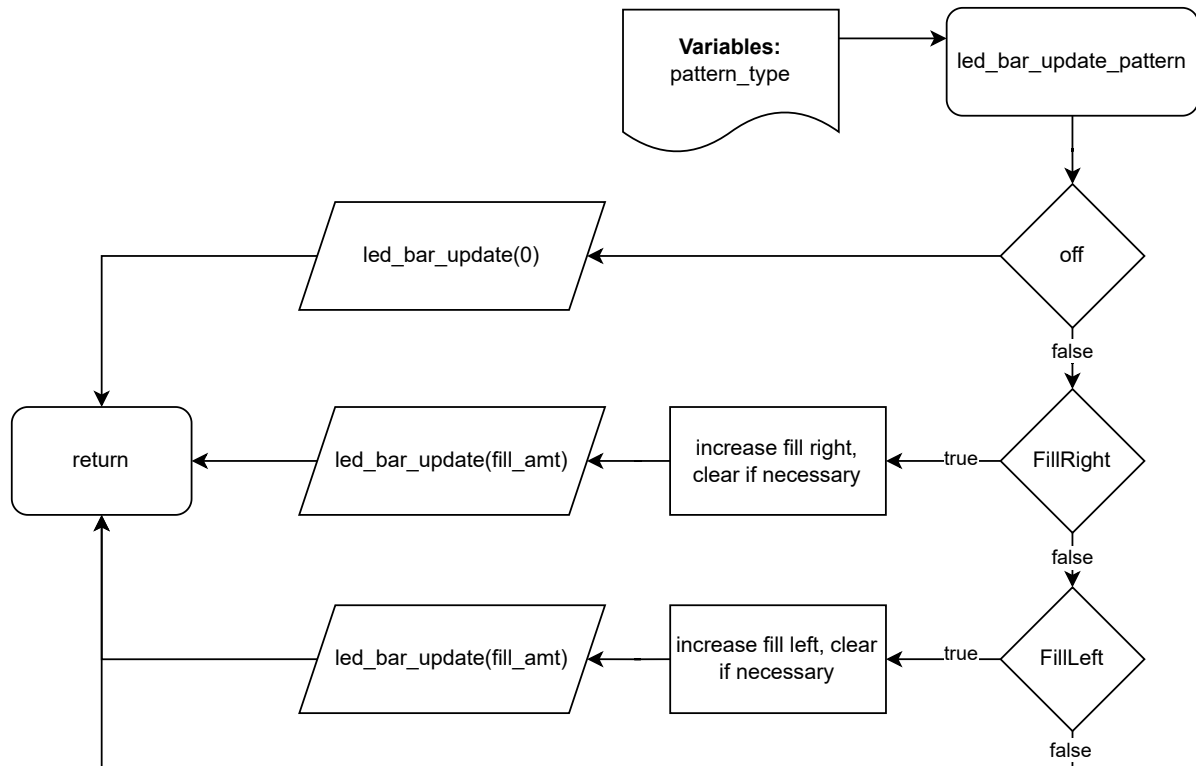 Variables:
pattern_type
led_bar_update_pattern
led_bar_update(0)
off
false
return
led_bar_update(fill_amt)
increase fill right,
clear if necessary
true
FillRight
false
led_bar_update(fill_amt)
increase fill left, clear
if necessary
true
FillLeft
false